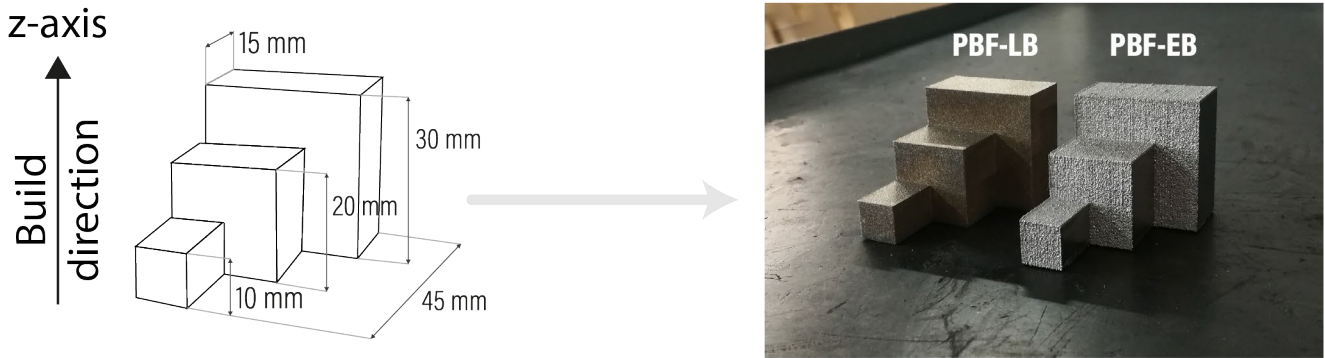 z-axis
Build
direction
15 mm
30 mm
20 mm
10 mm
45 mm
PBF-LB
PBF-EB